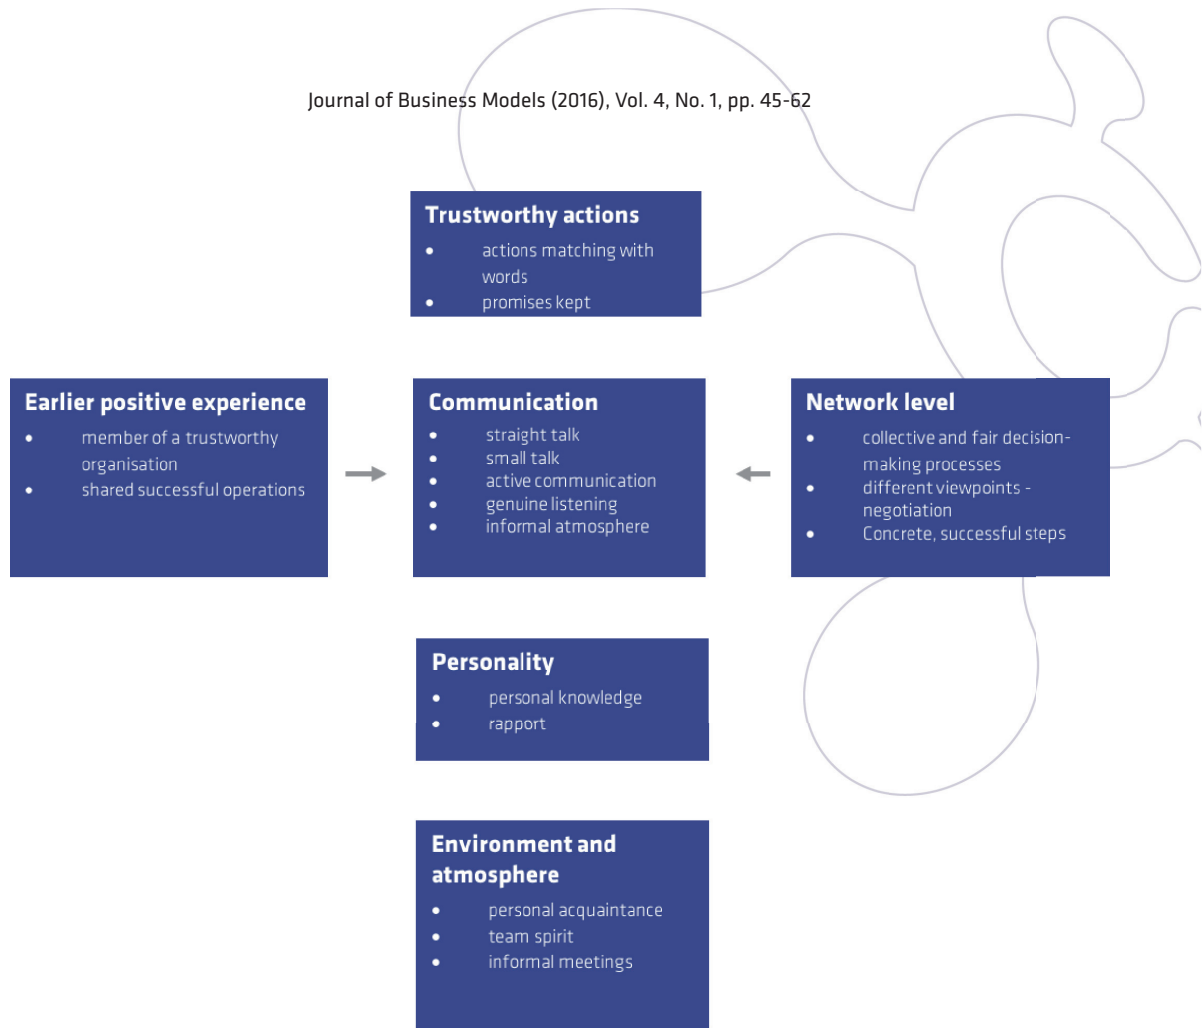 Journal of Business Models (2016), Vol. 4, No. 1, pp. 45-62
Trustworthy actions
• actions matching with
words
• promises kept
Earlier positive experience
• member of a trustworthy
organisation
• shared successful operations
Communication
• straight talk
• small talk
• active communication
• genuine listening
• informal atmosphere
Network level
• collective and fair decision-
making processes
• different viewpoints -
negotiation
• Concrete, successful steps
Personality
• personal knowledge
• rapport
Environment and
atmosphere
• personal acquaintance
• team spirit
• informal meetings